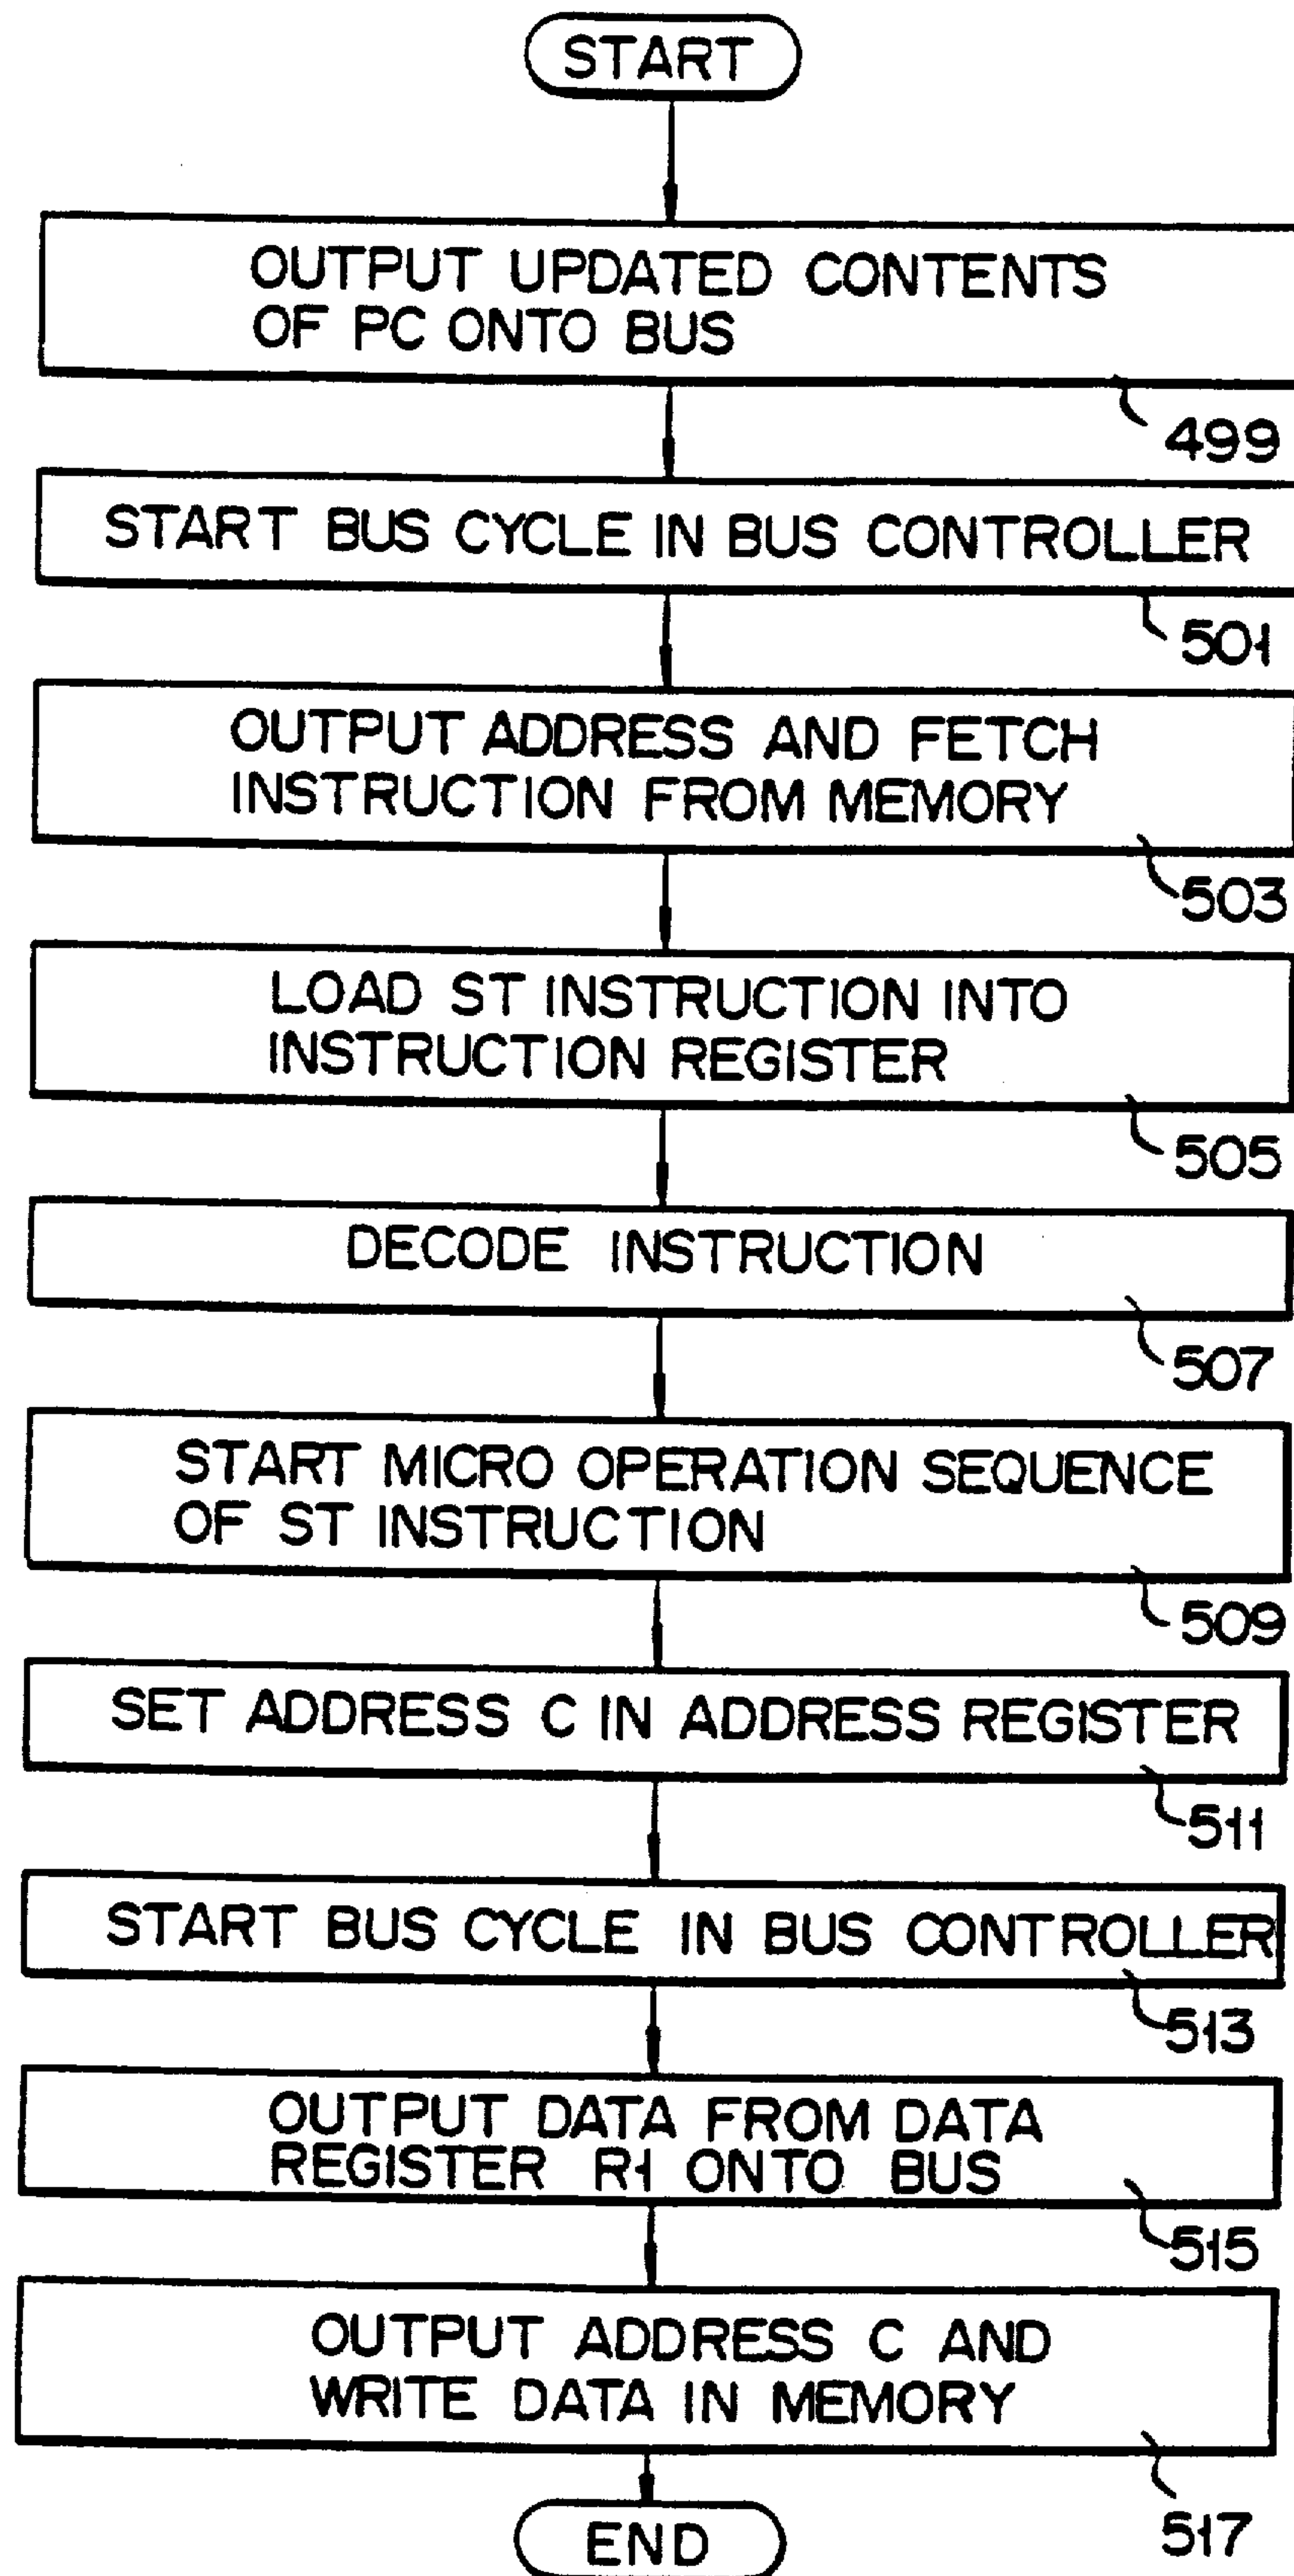 START
OUTPUT UPDATED CONTENTS
OF PC ONTO BUS
499
START BUS CYCLE IN BUS CONTROLLER
501
OUTPUT ADDRESS AND FETCH
INSTRUCTION FROM MEMORY
503
LOAD ST INSTRUCTION INTO
INSTRUCTION REGISTER
505
DECODE INSTRUCTION
507
START MICRO OPERATION SEQUENCE
OF ST INSTRUCTION
509
SET ADDRESS C IN ADDRESS REGISTER
511
START BUS CYCLE IN BUS CONTROLLER
513
OUTPUT DATA FROM DATA
REGISTER R1 ONTO BUS
515
OUTPUT ADDRESS C AND
WRITE DATA IN MEMORY
517
END